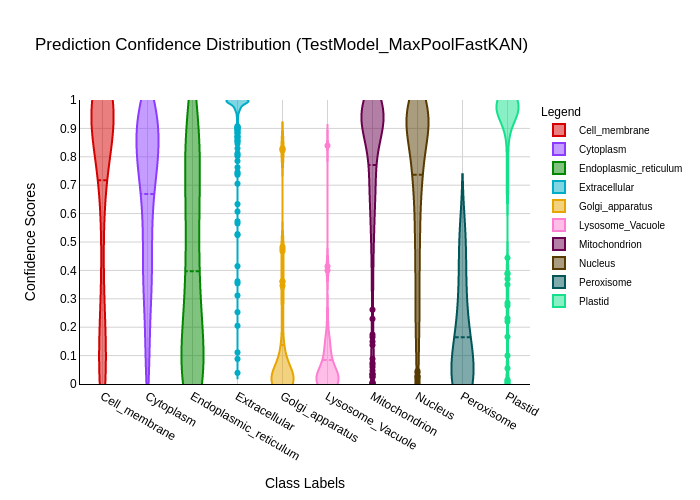 Prediction Confidence Distribution (TestModel_MaxPoolFastKAN)
Confidence Scores
1
0.9
0.8
0.7
0.6
0.5
0.4
0.3
0.2
0.1
0
Cell_membrane
Cytoplasm
Endoplasmic_reticulum
Extracellular
Golgi_apparatus
Lysosome_Vacuole
Mitochondrion
Nucleus
Peroxisome
Plastid
Class Labels
Legend
Cell_membrane
Cytoplasm
Endoplasmic_reticulum
Extracellular
Golgi_apparatus
Lysosome_Vacuole
Mitochondrion
Nucleus
Peroxisome
Plastid